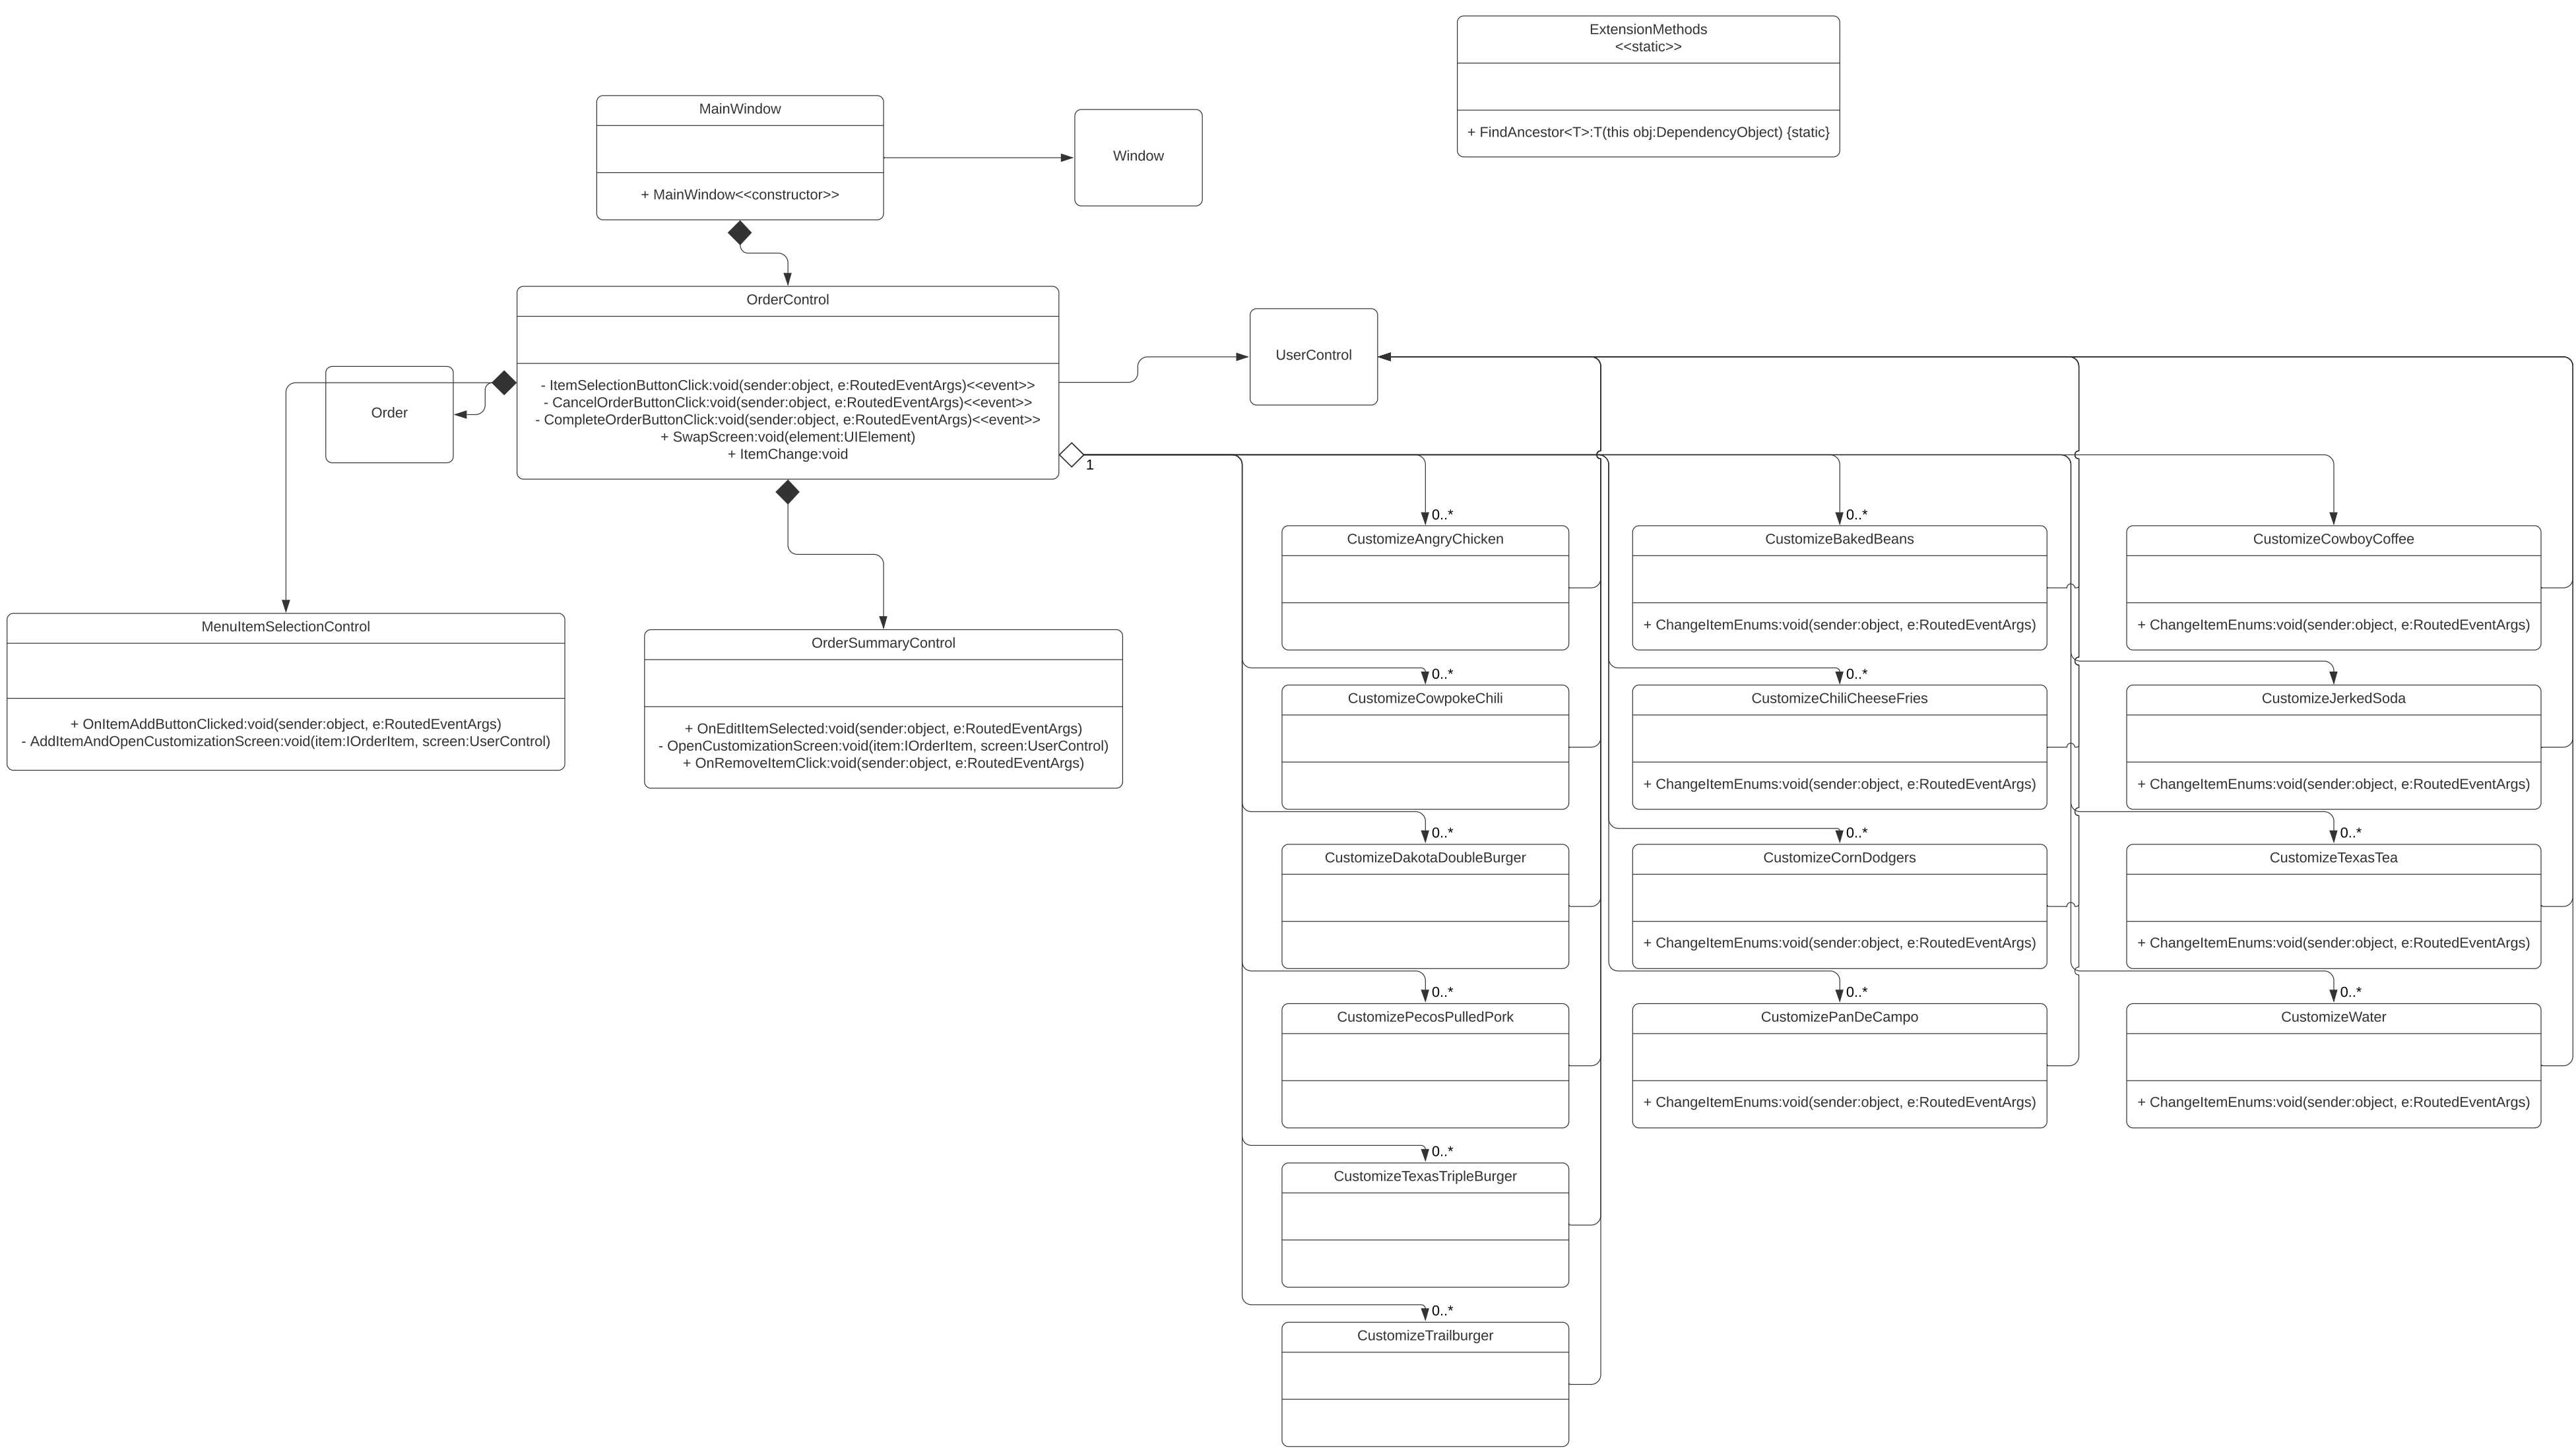 ExtensionMethods
<<static>>
+ FindAncestor<T>:T(this obj:DependencyObject) {static}
MainWindow
+ MainWindow<<constructor>>
Window
OrderControl
- ItemSelectionButtonClick:void(sender:object, e:RoutedEventArgs)<<event>>
- CancelOrderButtonClick:void(sender:object, e:RoutedEventArgs)<<event>>
- CompleteOrderButtonClick:void(sender:object, e:RoutedEventArgs)<<event>>
+ SwapScreen:void(element:UIElement)
+ ItemChange:void
UserControl
Order
1
MenuItemSelectionControl
+ OnItemAddButtonClicked:void(sender:object, e:RoutedEventArgs)
- AddItemAndOpenCustomizationScreen:void(item:IOrderItem, screen:UserControl)
OrderSummaryControl
+ OnEditItemSelected:void(sender:object, e:RoutedEventArgs)
- OpenCustomizationScreen:void(item:IOrderItem, screen:UserControl)
+ OnRemoveItemClick:void(sender:object, e:RoutedEventArgs)
0..*
CustomizeAngryChicken
0..*
CustomizeCowpokeChili
0..*
CustomizeDakotaDoubleBurger
0..*
CustomizePecosPulledPork
0..*
CustomizeTexasTripleBurger
0..*
CustomizeTrailburger
0..*
CustomizeBakedBeans
+ ChangeItemEnums:void(sender:object, e:RoutedEventArgs)
0..*
CustomizeChiliCheeseFries
+ ChangeItemEnums:void(sender:object, e:RoutedEventArgs)
0..*
CustomizeCornDodgers
+ ChangeItemEnums:void(sender:object, e:RoutedEventArgs)
0..*
CustomizePanDeCampo
+ ChangeItemEnums:void(sender:object, e:RoutedEventArgs)
CustomizeCowboyCoffee
+ ChangeItemEnums:void(sender:object, e:RoutedEventArgs)
CustomizeJerkedSoda
+ ChangeItemEnums:void(sender:object, e:RoutedEventArgs)
0..*
CustomizeTexasTea
+ ChangeItemEnums:void(sender:object, e:RoutedEventArgs)
0..*
CustomizeWater
+ ChangeItemEnums:void(sender:object, e:RoutedEventArgs)